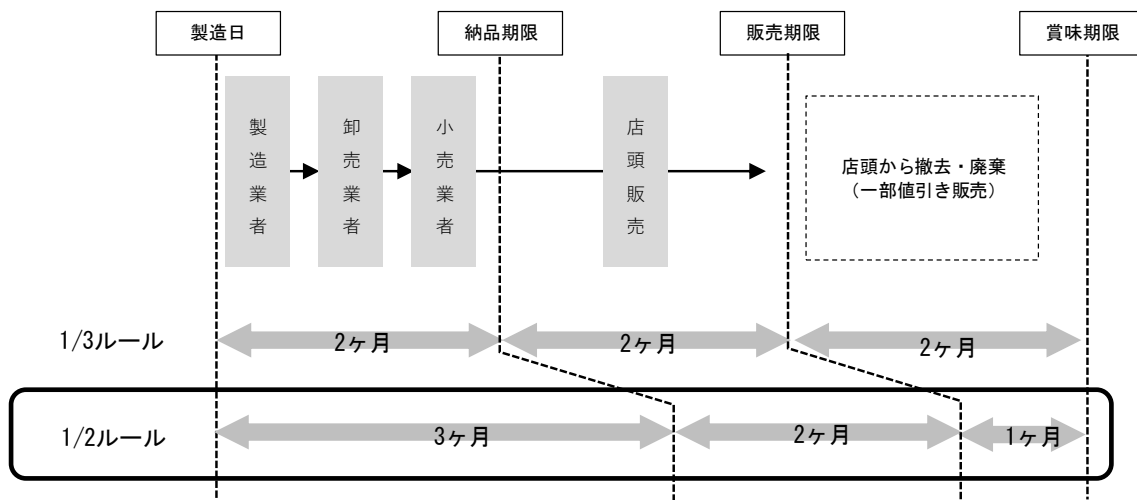 製造日
納品期限
販売期限
賞味期限
製造業者
卸売業者
小売業者
店頭販売
店頭から撤去・廃棄
(一部値引き販売)
1/3ルール
2ヶ月
2ヶ月
2ヶ月
1/2ルール
3ヶ月
2ヶ月
1ヶ月